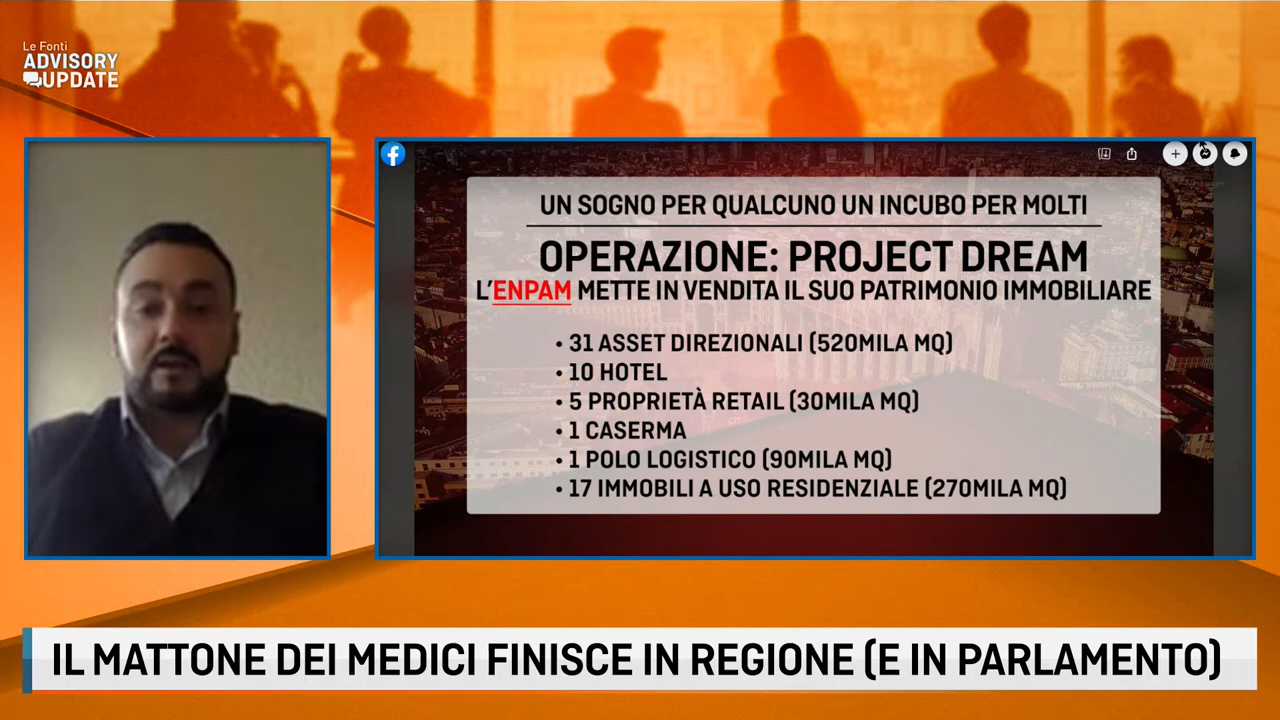 Le Fonti
ADVISORY
UPDATE
UN SOGNO PER QUALCUNO UN INCUBO PER MOLTI
OPERAZIONE: PROJECT DREAM
L'ENPAM METTE IN VENDITA IL SUO PATRIMONIO IMMOBILIARE
• 31 ASSET DIREZIONALI (520MILA MQ)
• 10 HOTEL
• 5 PROPRIETÀ RETAIL (30MILA MQ)
• 1 CASERMA
• 1 POLO LOGISTICO (90MILA MQ)
• 17 IMMOBILI A USO RESIDENZIALE (270MILA MQ)
IL MATTONE DEI MEDICI FINISCE IN REGIONE (E IN PARLAMENTO)